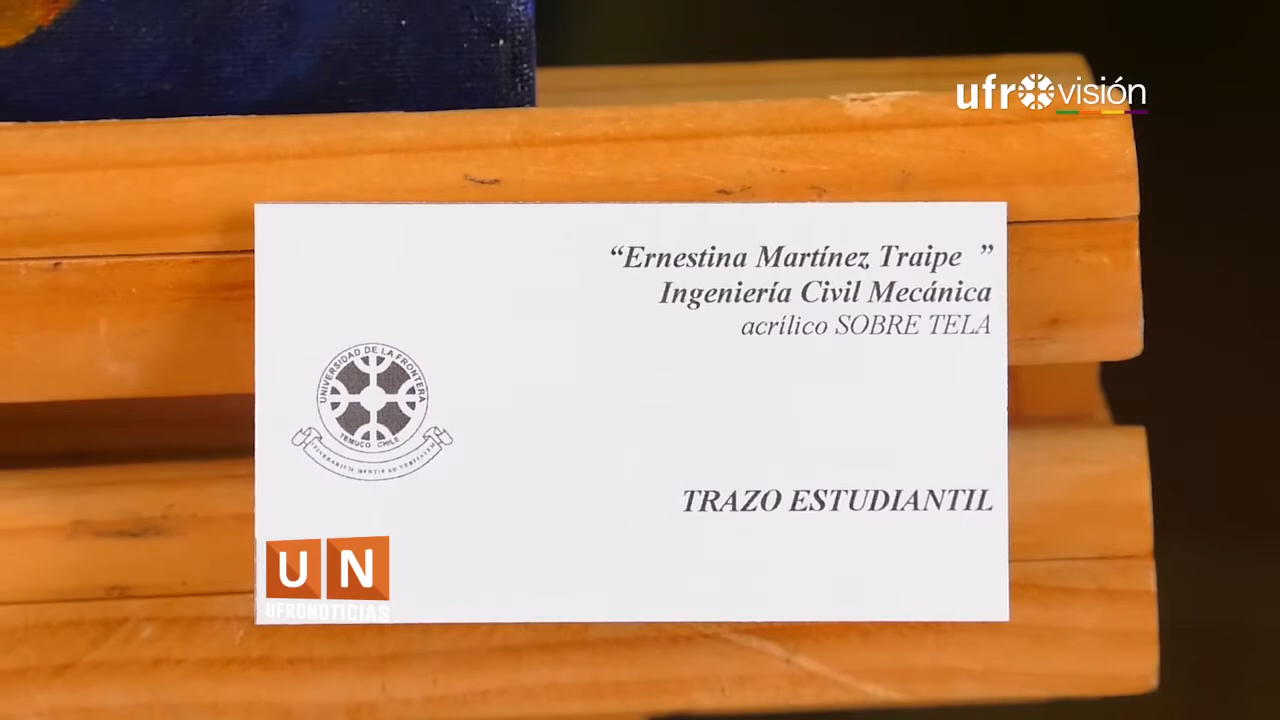 ufrovisión
“Ernestina Martínez Traipe ”
Ingeniería Civil Mecánica
acrílico SOBRE TELA
UNIVERSIDAD DE LA FRONTERA
TEMUCO - CHILE
TRAZO ESTUDIANTIL
UN
UFRONOTICIAS